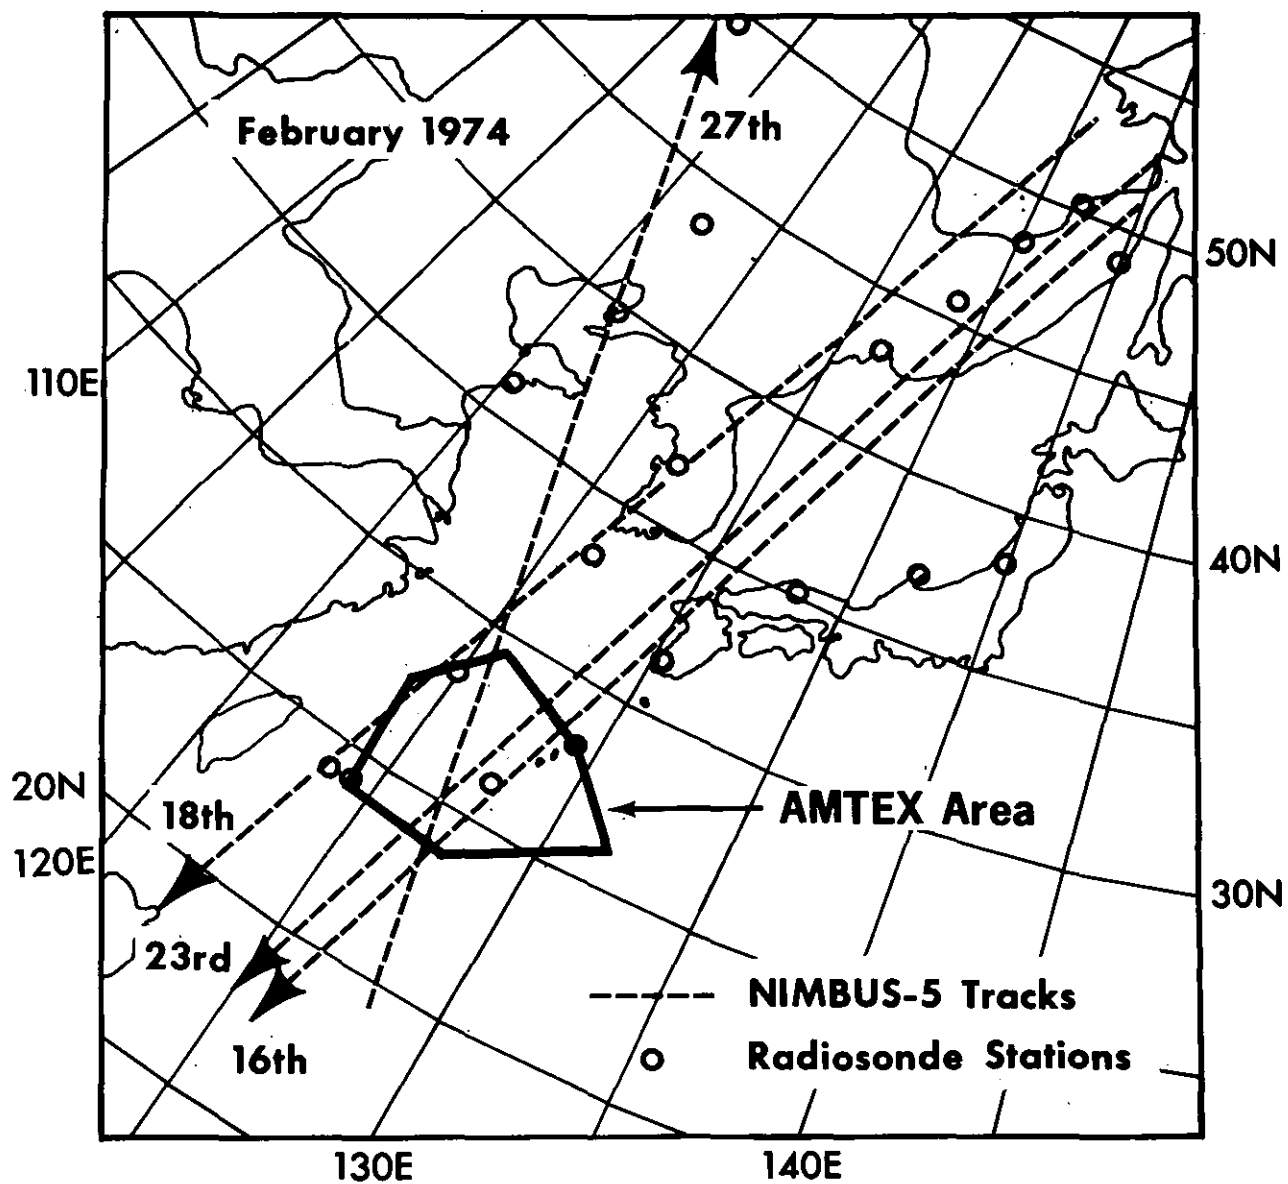 February 1974
27th
50N
110E
40N
20N
18th
AMTEX Area
120E
30N
23rd
NIMBUS-5 Tracks
16th
Radiosonde Stations
130E
140E